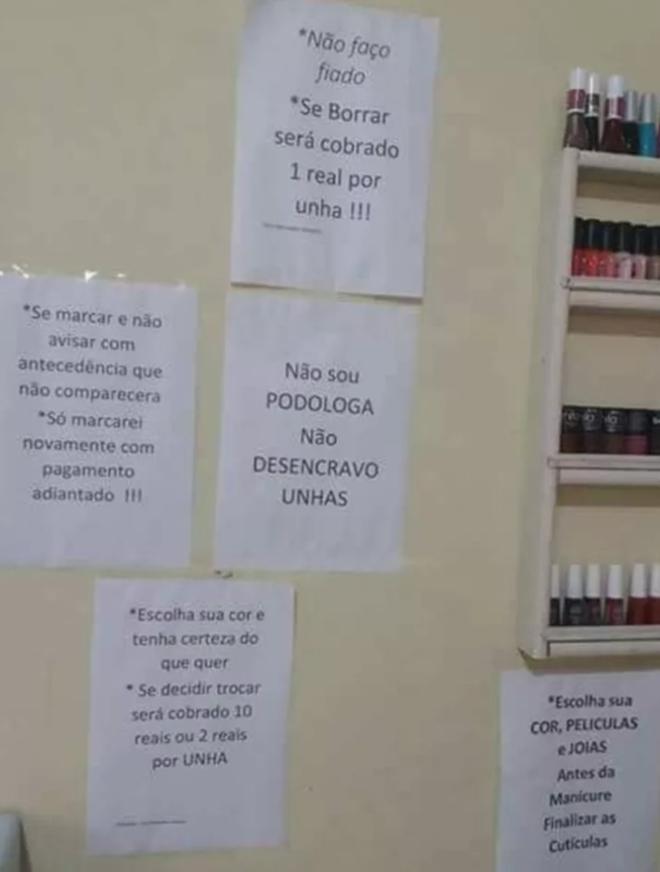 *Não faço
fiado
*Se Borrar
será cobrado
1 real por
unha !!!
*Se marcar e não
avisar com
antecedência que
não comparecera
*Só marcarei
novamente com
pagamento
adiantado !!!
Não sou
PODOLOGA
Não
DESENCRAVO
UNHAS
*Escolha sua cor e
tenha certeza do
que quer
* Se decidir trocar
será cobrado 10
reais ou 2 reais
por UNHA
*Escolha sua
COR, PELICULAS
e JOIAS
Antes da
Manicure
Finalizar as
Cutículas